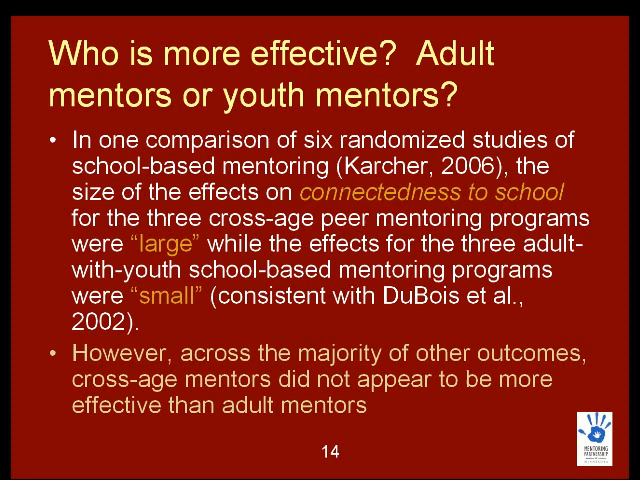 Who is more effective?  Adult
mentors or youth mentors?
• In one comparison of six randomized studies of
school-based mentoring (Karcher, 2006), the
size of the effects on connectedness to school
for the three cross-age peer mentoring programs
were “large” while the effects for the three adult-
with-youth school-based mentoring programs
were “small” (consistent with DuBois et al.,
2002).
• However, across the majority of other outcomes,
cross-age mentors did not appear to be more
effective than adult mentors
14
MENTORING
PARTNERSHIP